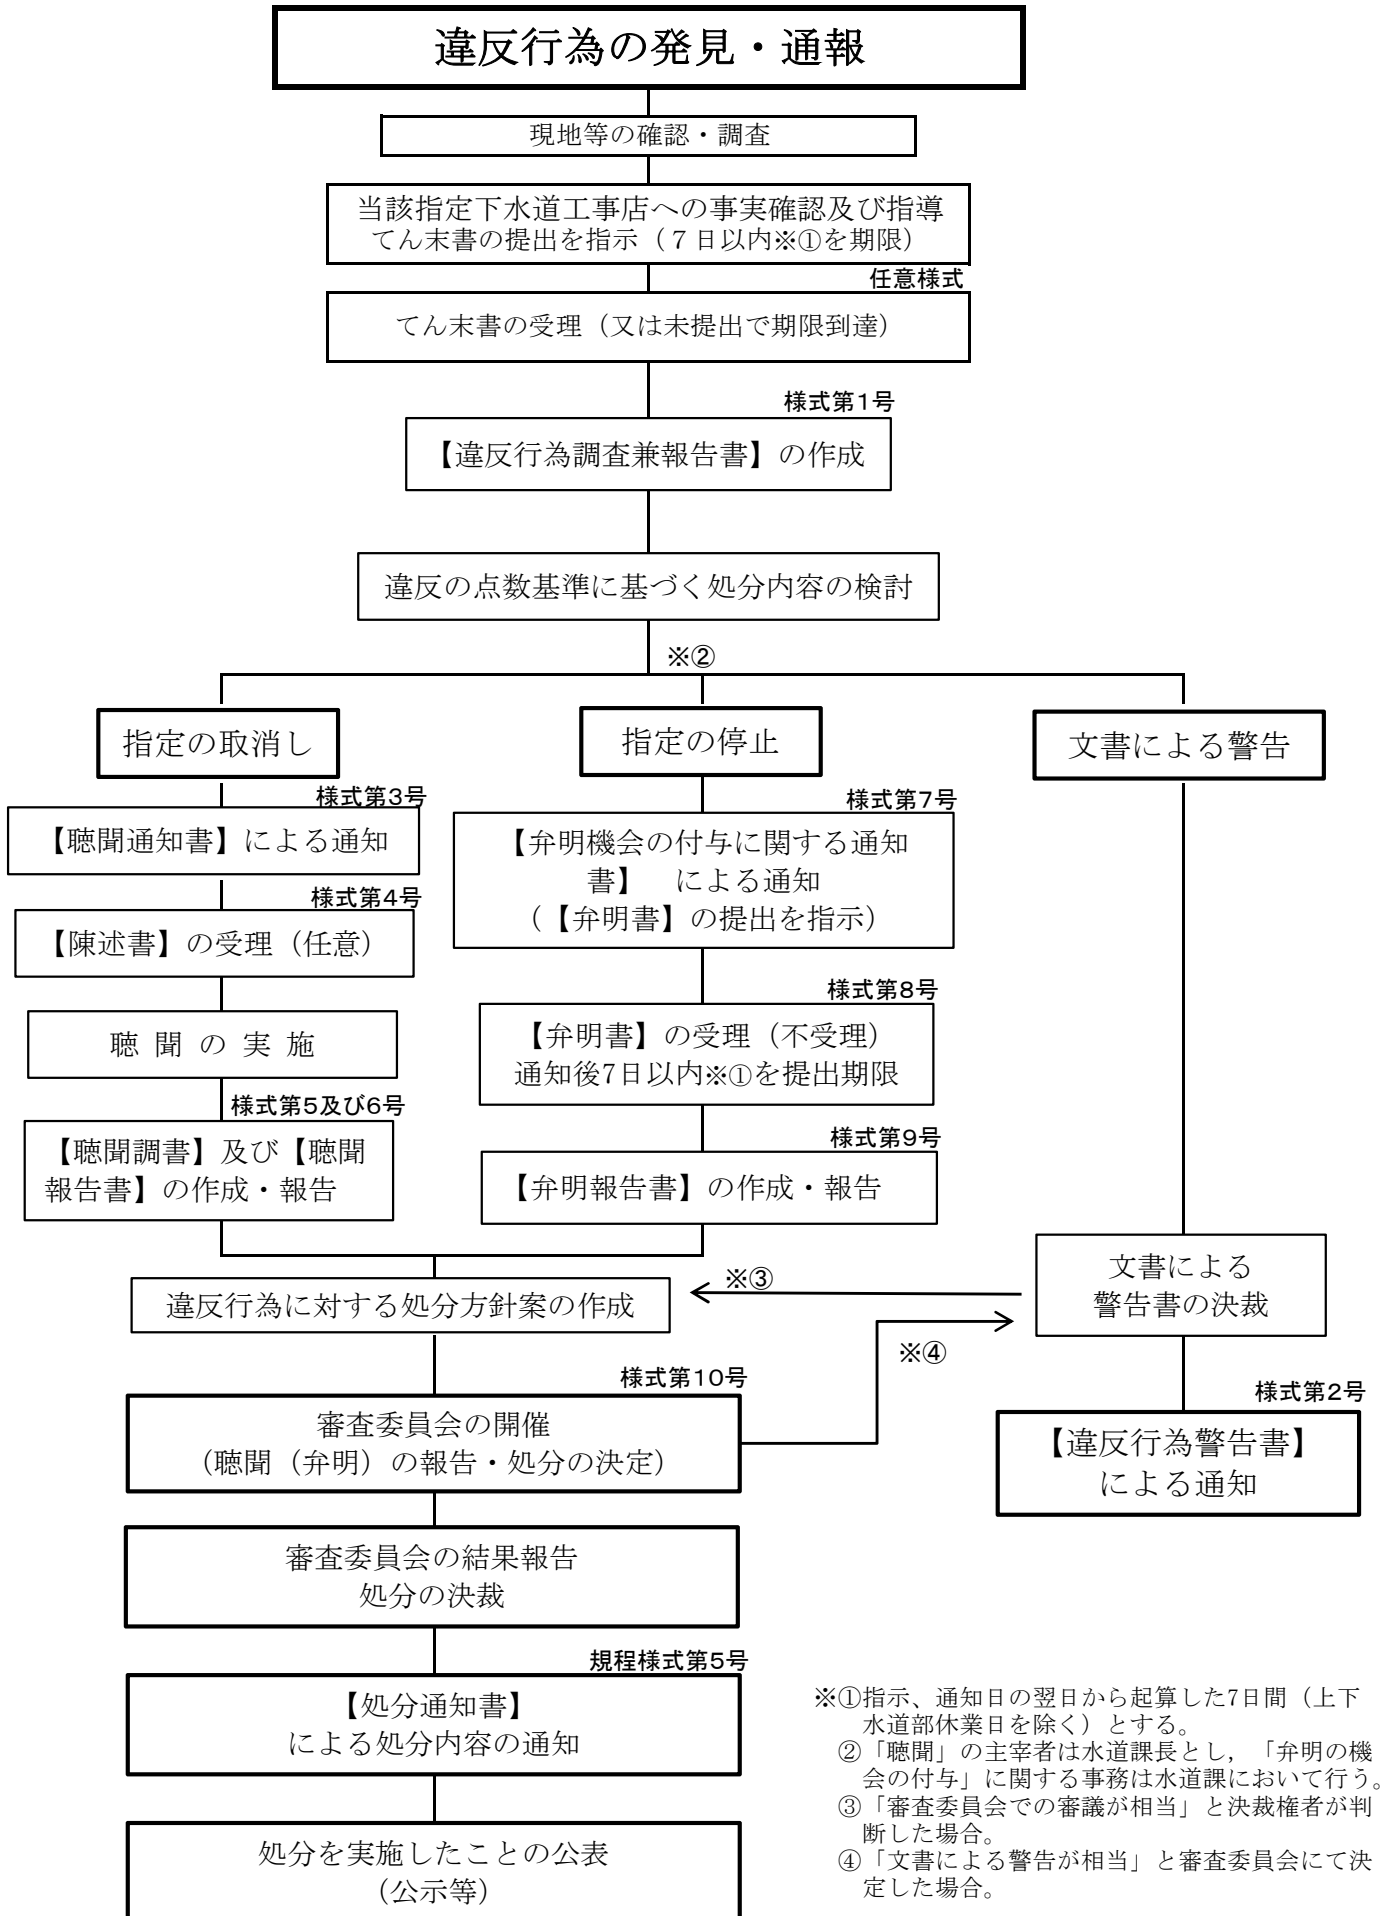 違反行為の発見・通報
現地等の確認・調査
当該指定下水道工事店への事実確認及び指導
てん末書の提出を指示（７日以内※①を期限）
任意様式
てん末書の受理（又は未提出で期限到達）
様式第1号
【違反行為調査兼報告書】の作成
違反の点数基準に基づく処分内容の検討
※②
指定の取消し
様式第3号
【聴聞通知書】による通知
様式第4号
【陳述書】の受理（任意）
聴 聞 の 実 施
様式第5及び6号
【聴聞調書】及び【聴聞
報告書】の作成・報告
指定の停止
様式第7号
【弁明機会の付与に関する通知
書】　による通知
（【弁明書】の提出を指示）
様式第8号
【弁明書】の受理（不受理）
通知後7日以内※①を提出期限
様式第9号
【弁明報告書】の作成・報告
文書による警告
文書による
警告書の決裁
※③
※④
様式第2号
【違反行為警告書】
による通知
違反行為に対する処分方針案の作成
様式第10号
審査委員会の開催
（聴聞（弁明）の報告・処分の決定）
審査委員会の結果報告
処分の決裁
規程様式第5号
【処分通知書】
による処分内容の通知
処分を実施したことの公表
（公示等）
※①指示、通知日の翌日から起算した7日間（上下
水道部休業日を除く）とする。
②「聴聞」の主宰者は水道課長とし，「弁明の機
会の付与」に関する事務は水道課において行う。
③「審査委員会での審議が相当」と決裁権者が判
断した場合。
④「文書による警告が相当」と審査委員会にて決
定した場合。